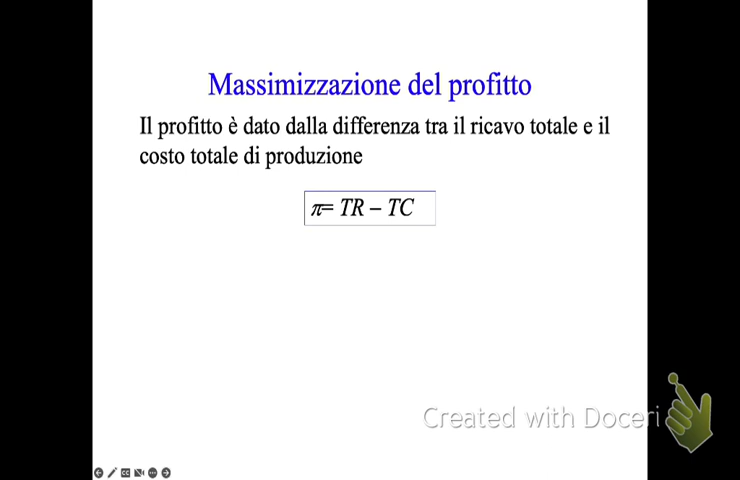 Massimizzazione del profitto
Il profitto è dato dalla differenza tra il ricavo totale e il
costo totale di produzione
π= TR – TC
Created with Doceri